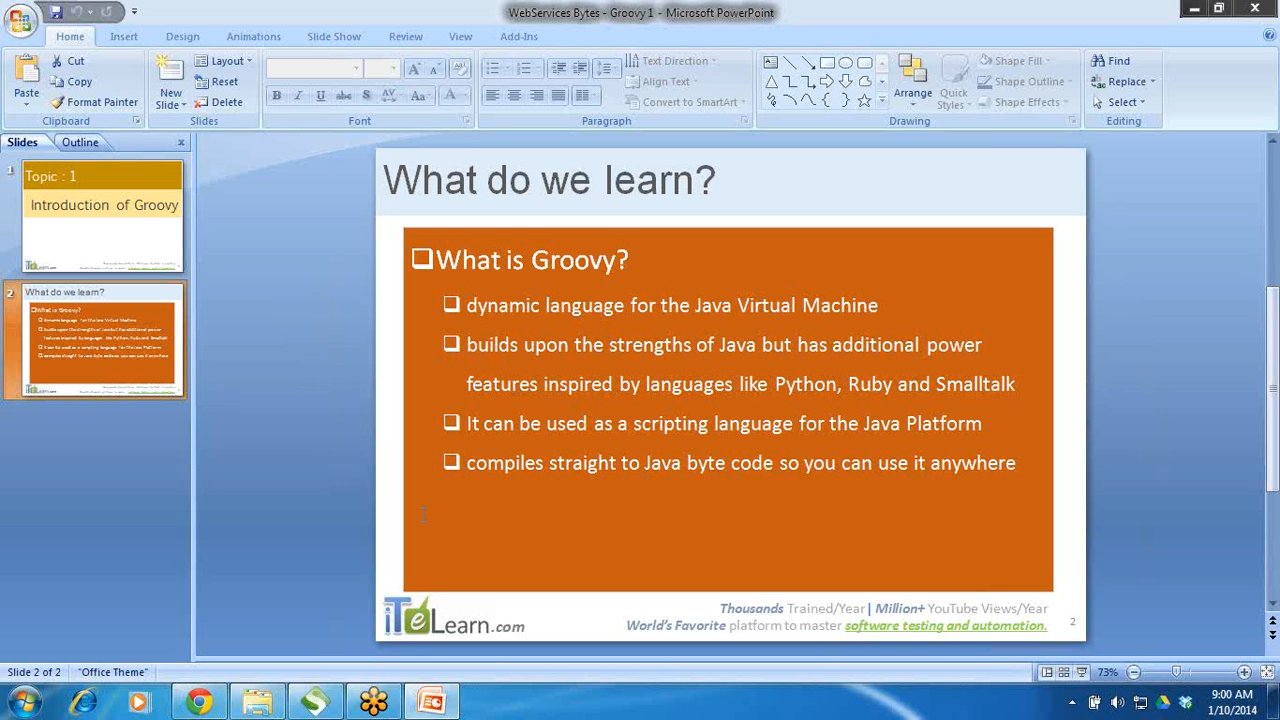 WebServices Bytes - Groovy 1 - Microsoft PowerPoint
Home Insert Design Animations Slide Show Review View Add-Ins
Paste
Cut
Copy
Format Painter
Clipboard
New Slide
Layout
Reset
Delete
Slides
Font
Text Direction
Align Text
Convert to SmartArt
Paragraph
Arrange
Quick Styles
Shape Fill
Shape Outline
Shape Effects
Drawing
Find
Replace
Select
Editing
Slides Outline
1
Topic : 1
Introduction of Groovy
2
What do we learn?
What is Groovy?
What do we learn?
What is Groovy?
dynamic language for the Java Virtual Machine
builds upon the strengths of Java but has additional power
features inspired by languages like Python, Ruby and Smalltalk
It can be used as a scripting language for the Java Platform
compiles straight to Java byte code so you can use it anywhere
iTeLearn.com
Thousands Trained/Year | Million+ YouTube Views/Year
World's Favorite platform to master software testing and automation.
2
Slide 2 of 2 "Office Theme" 73%
9:00 AM
1/10/2014